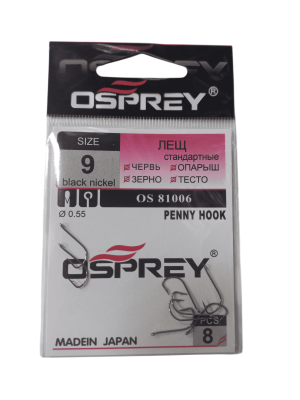 OSPREY®
SIZE
9
black nickel
ЛЕЩ
стандартные
ЧЕРВЬ ОПАРЫШ
ЗЕРНО ТЕСТО
Ø 0.55
OS 81006
PENNY HOOK
OSPREY®
MADEIN JAPAN
PCS
8